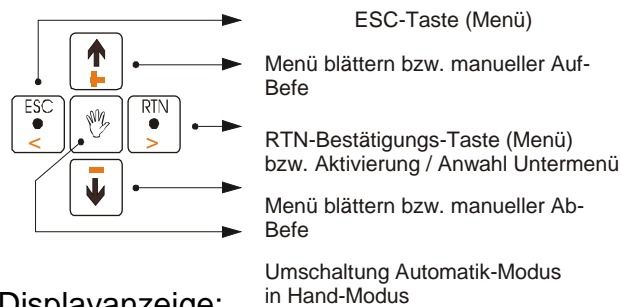 ESC-Taste (Menü)
Menü blättern bzw. manueller Auf-
Befe
ESC
<
RTN
>
RTN-Bestätigungs-Taste (Menü)
bzw. Aktivierung / Anwahl Untermenü
Menü blättern bzw. manueller Ab-
Befe
Umschaltung Automatik-Modus
in Hand-Modus
Displayanzeige: